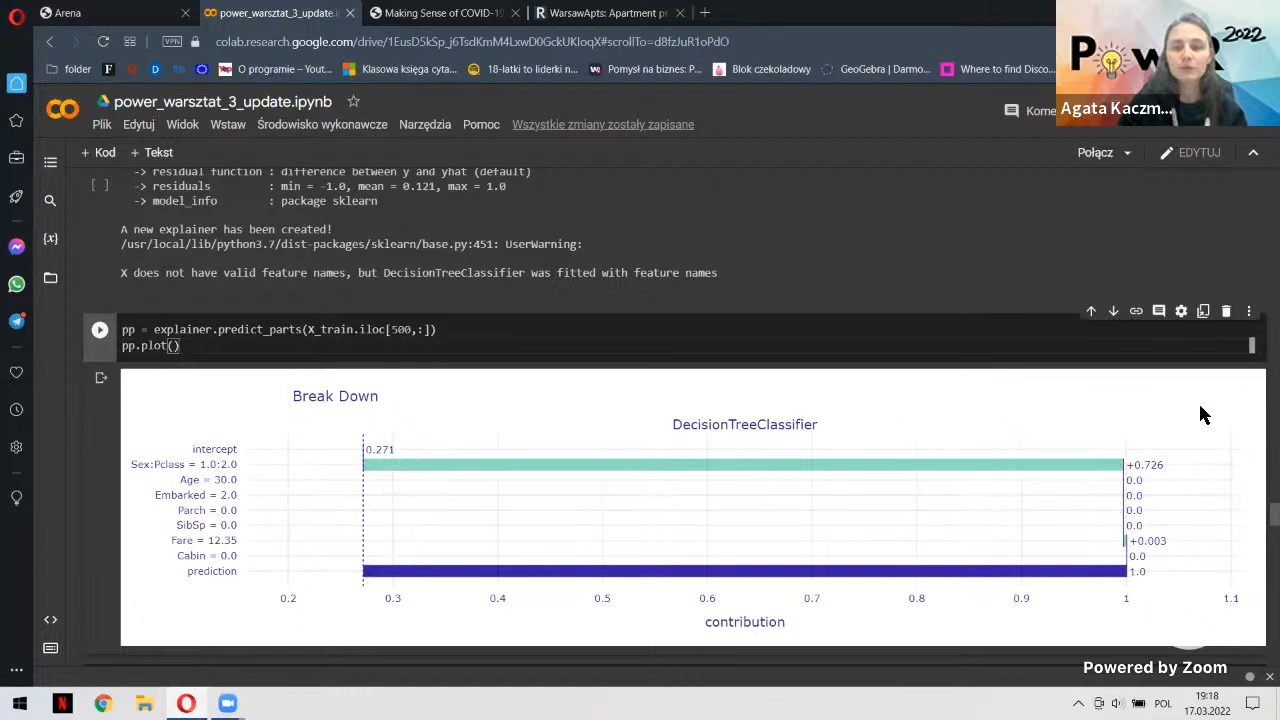 Arena
power_warsztat_3_update.i
Making Sense of COVID-19
WarsawApts: Apartment pr
VPN
colab.research.google.com/drive/1EusD5kSp_j6TsdKmM4LxwD0GckUKIoqX#scrollTo=d8fzJuR1oPdO
folder
O programie – Yout...
Klasowa księga cyta...
18-latki to liderki n...
Pomysł na biznes: P...
Blok czekoladowy
GeoGebra | Darmo...
Where to find Disco...
2022
Agata Kaczm...
power_warsztat_3_update.ipynb
Kome
Plik Edytuj Widok Wstaw Środowisko wykonawcze Narzędzia Pomoc Wszystkie zmiany zostały zapisane
+ Kod + Tekst
Połącz
EDYTUJ
-> residual function : difference between y and yhat (default)
-> residuals : min = -1.0, mean = 0.121, max = 1.0
-> model_info : package sklearn
A new explainer has been created!
/usr/local/lib/python3.7/dist-packages/sklearn/base.py:451: UserWarning:
X does not have valid feature names, but DecisionTreeClassifier was fitted with feature names
pp = explainer.predict_parts(X_train.iloc[500,:])
pp.plot()
Break Down
DecisionTreeClassifier
intercept 0.271
Sex:Pclass = 1.0:2.0 +0.726
Age = 30.0 0.0
Embarked = 2.0 0.0
Parch = 0.0 0.0
SibSp = 0.0 0.0
Fare = 12.35 +0.003
Cabin = 0.0 0.0
prediction 1.0
0.2 0.3 0.4 0.5 0.6 0.7 0.8 0.9 1 1.1
contribution
Powered by Zoom
POL
19:18
17.03.2022